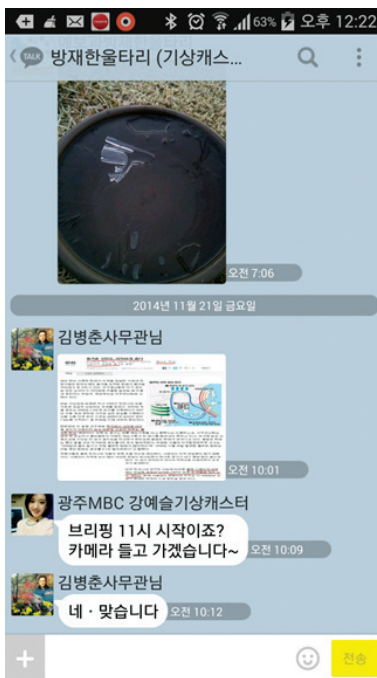 63% 오후 12:22
TALK 방재한울타리 (기상캐스...
오전 7:06
2014년 11월 21일 금요일
김병춘사무관님
오전 10:01
광주MBC 강예슬기상캐스터
브리핑 11시 시작이죠?
카메라 들고 가겠습니다~ 오전 10:09
김병춘사무관님
네 · 맞습니다 오전 10:12
전송